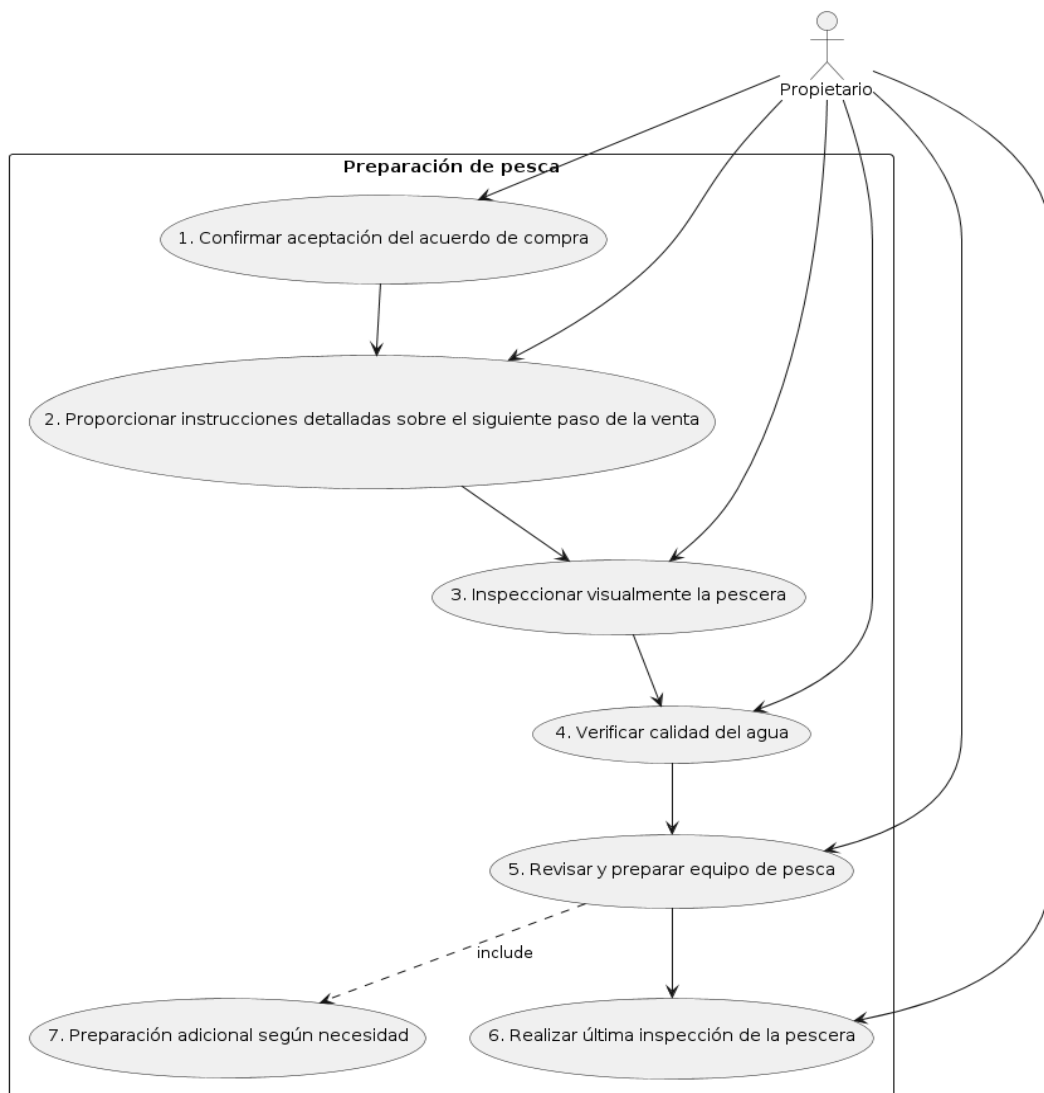 Propietario
Preparación de pesca
1. Confirmar aceptación del acuerdo de compra
2. Proporcionar instrucciones detalladas sobre el siguiente paso de la venta
3. Inspeccionar visualmente la pescera
4. Verificar calidad del agua
5. Revisar y preparar equipo de pesca
include
7. Preparación adicional según necesidad
6. Realizar última inspección de la pescera